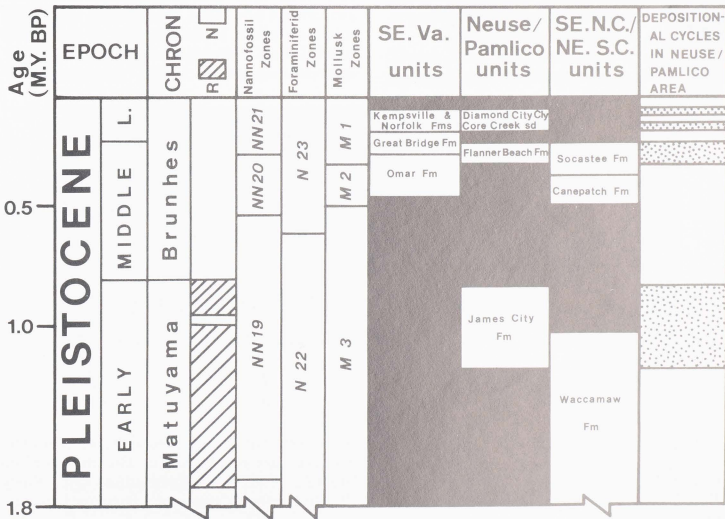 Age
(M.Y. BP)
EPOCH
CHRON
R N
Nannofossil
Zones
Foraminiferid
Zones
Mollusk
Zones
SE. Va.
units
Neuse/
Pamlico
units
SE. N.C./
NE. S.C.
units
DEPOSITION-
AL CYCLES
IN NEUSE/
PAMLICO
AREA
0.5
1.0
1.8
PLEISTOCENE
L.
MIDDLE
EARLY
Brunhes
Matuyama
NN21
NN20
NN19
N 23
N 22
M 1
M 2
M 3
Kempsville &
Norfolk Fms
Great Bridge Fm
Omar Fm
Diamond City Cly
Core Creek sd
Flanner Beach Fm
James City
Fm
Socastee Fm
Canepatch Fm
Waccamaw
Fm